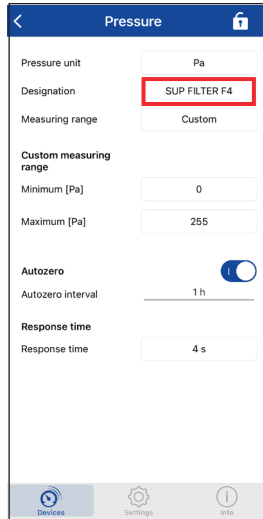 Pressure
Pressure unit Pa
Designation SUP FILTER F4
Measuring range Custom
Custom measuring
range
Minimum [Pa] 0
Maximum [Pa] 255
Autozero
Autozero interval 1 h
Response time
Response time 4 s
Devices Settings Info